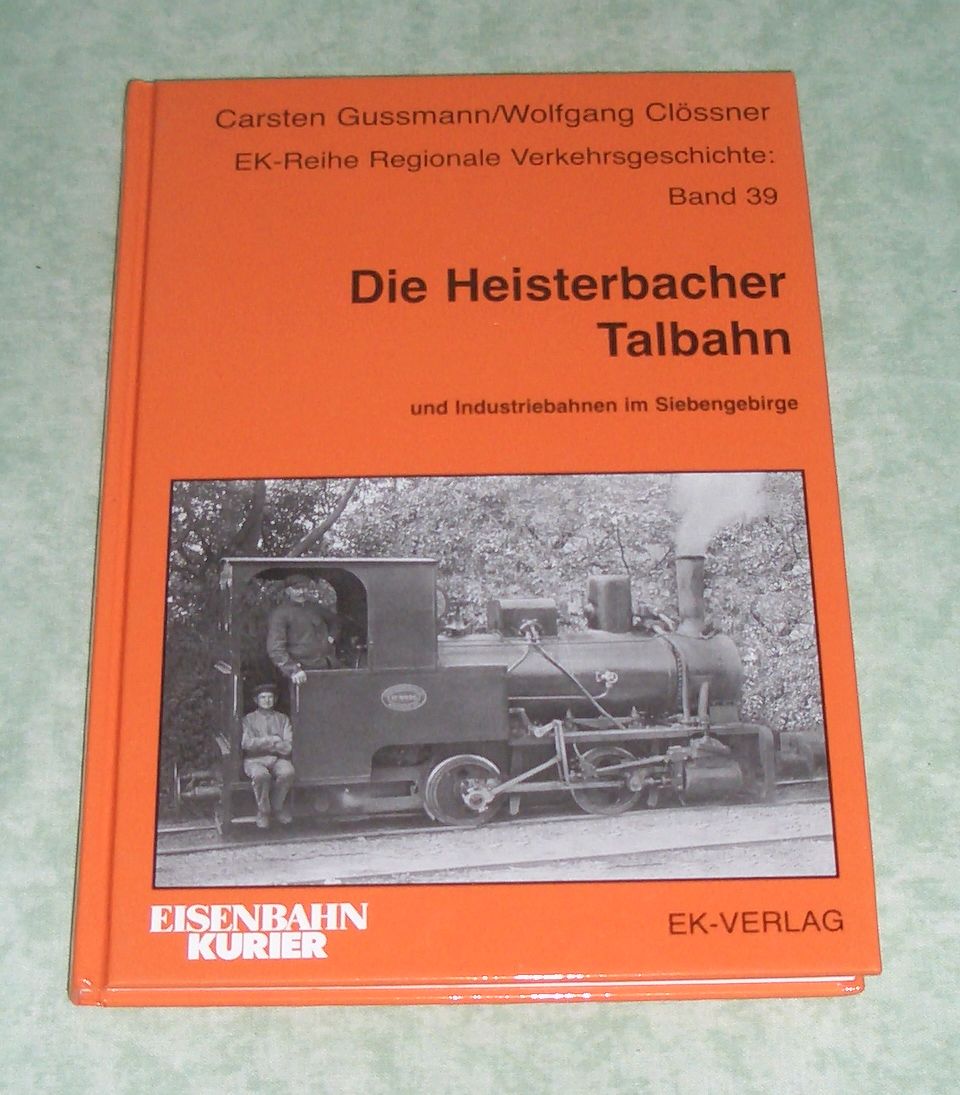 Carsten Gussmann/Wolfgang Clössner
EK-Reihe Regionale Verkehrsgeschichte:
Band 39
Die Heisterbacher
Talbahn
und Industriebahnen im Siebengebirge
EISENBAHN
KURIER
EK-VERLAG